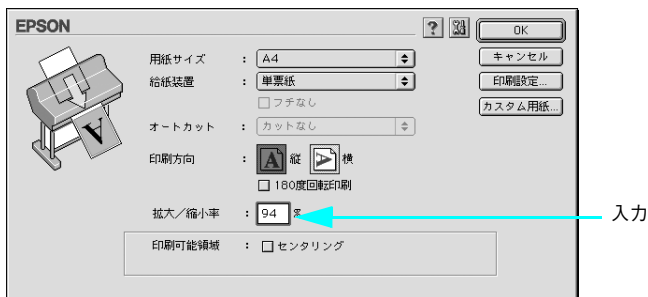 EPSON
? OK
用紙サイズ : A4 キャンセル
給紙装置 : 単票紙 印刷設定...
フチなし カスタム用紙...
オートカット : カットなし
印刷方向 : A 縦 A 横
180度回転印刷
拡大／縮小率 : 94 % 入力
印刷可能領域 : センタリング